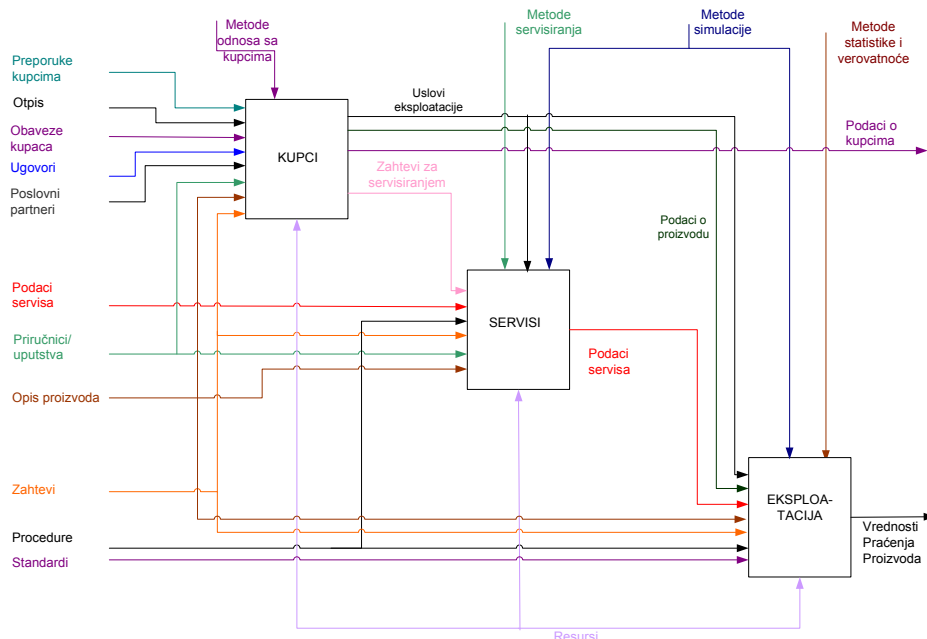 Metode
odnosa sa
kupcima
Metode
servisiranja
Metode
simulacije
Metode
statistike i
verovatnoće
Preporuke
kupcima
Otpis
Obaveze
kupaca
Ugovori
Poslovni
partneri
KUPCI
Uslovi
eksploatacije
Podaci o
kupcima
Zahtevi za
servisiranjem
Podaci o
proizvodu
Podaci
servisa
Priručnici/
uputstva
Opis proizvoda
SERVISI
Podaci
servisa
Zahtevi
Procedure
Standardi
EKSPLOA-
TACIJA
Vrednosti
Praćenja
Proizvoda
Resursi